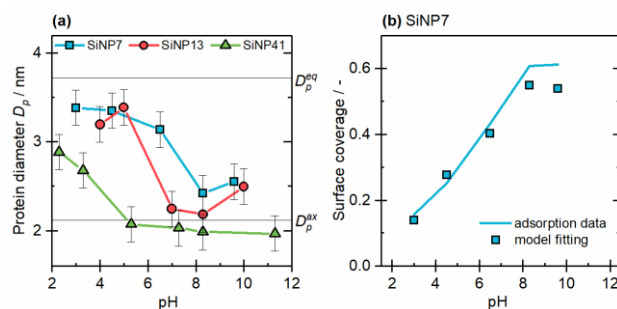 (a)
SiNP7 SiNP13 SiNP41
Protein diameter Dₚ / nm
4
3
2
Dₚᵉq
Dₚᵃˣ
2 4 6 8 10 12
pH
(b) SiNP7
Surface coverage / -
0.6
0.4
0.2
0.0
adsorption data
model fitting
2 4 6 8 10 12
pH